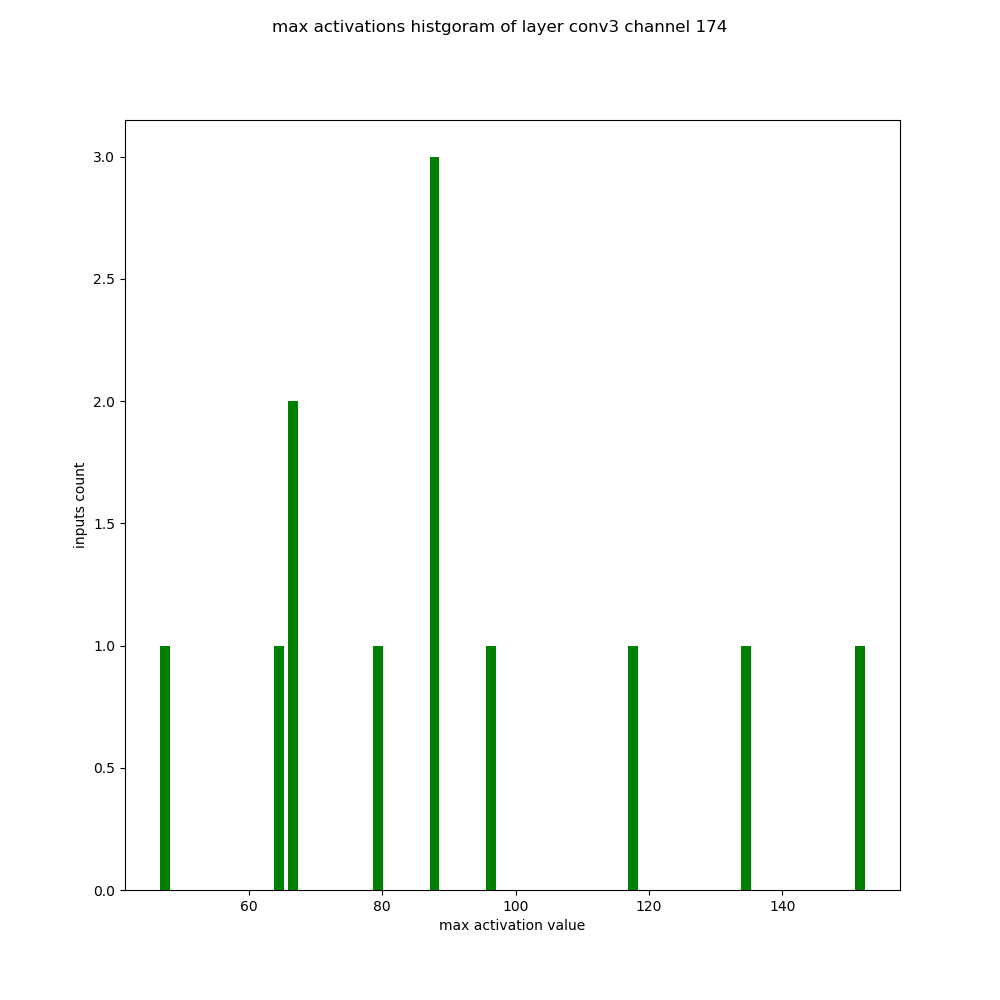 max activations histgoram of layer conv3 channel 174
3.0
2.5
2.0
1.5
1.0
0.5
0.0
inputs count
60 80 100 120 140
max activation value